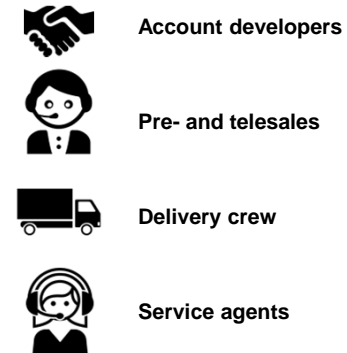 Account developers
Pre- and telesales
Delivery crew
Service agents